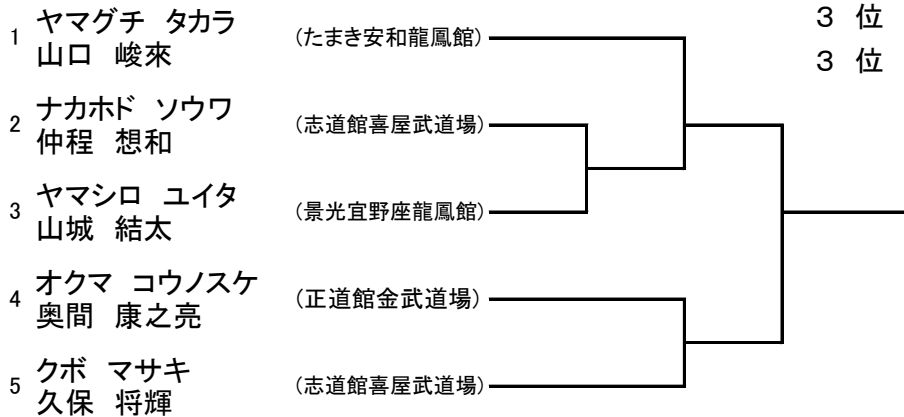 3 位
3 位
1 ヤマグチ タカラ
山口 峻來 (たまき安和龍鳳館)
2 ナカホド ソウワ
仲程 想和 (志道館喜屋武道場)
3 ヤマシロ ユイタ
山城 結太 (景光宜野座龍鳳館)
4 オクマ コウノスケ
奥間 康之亮 (正道館金武道場)
5 クボ マサキ
久保 将輝 (志道館喜屋武道場)